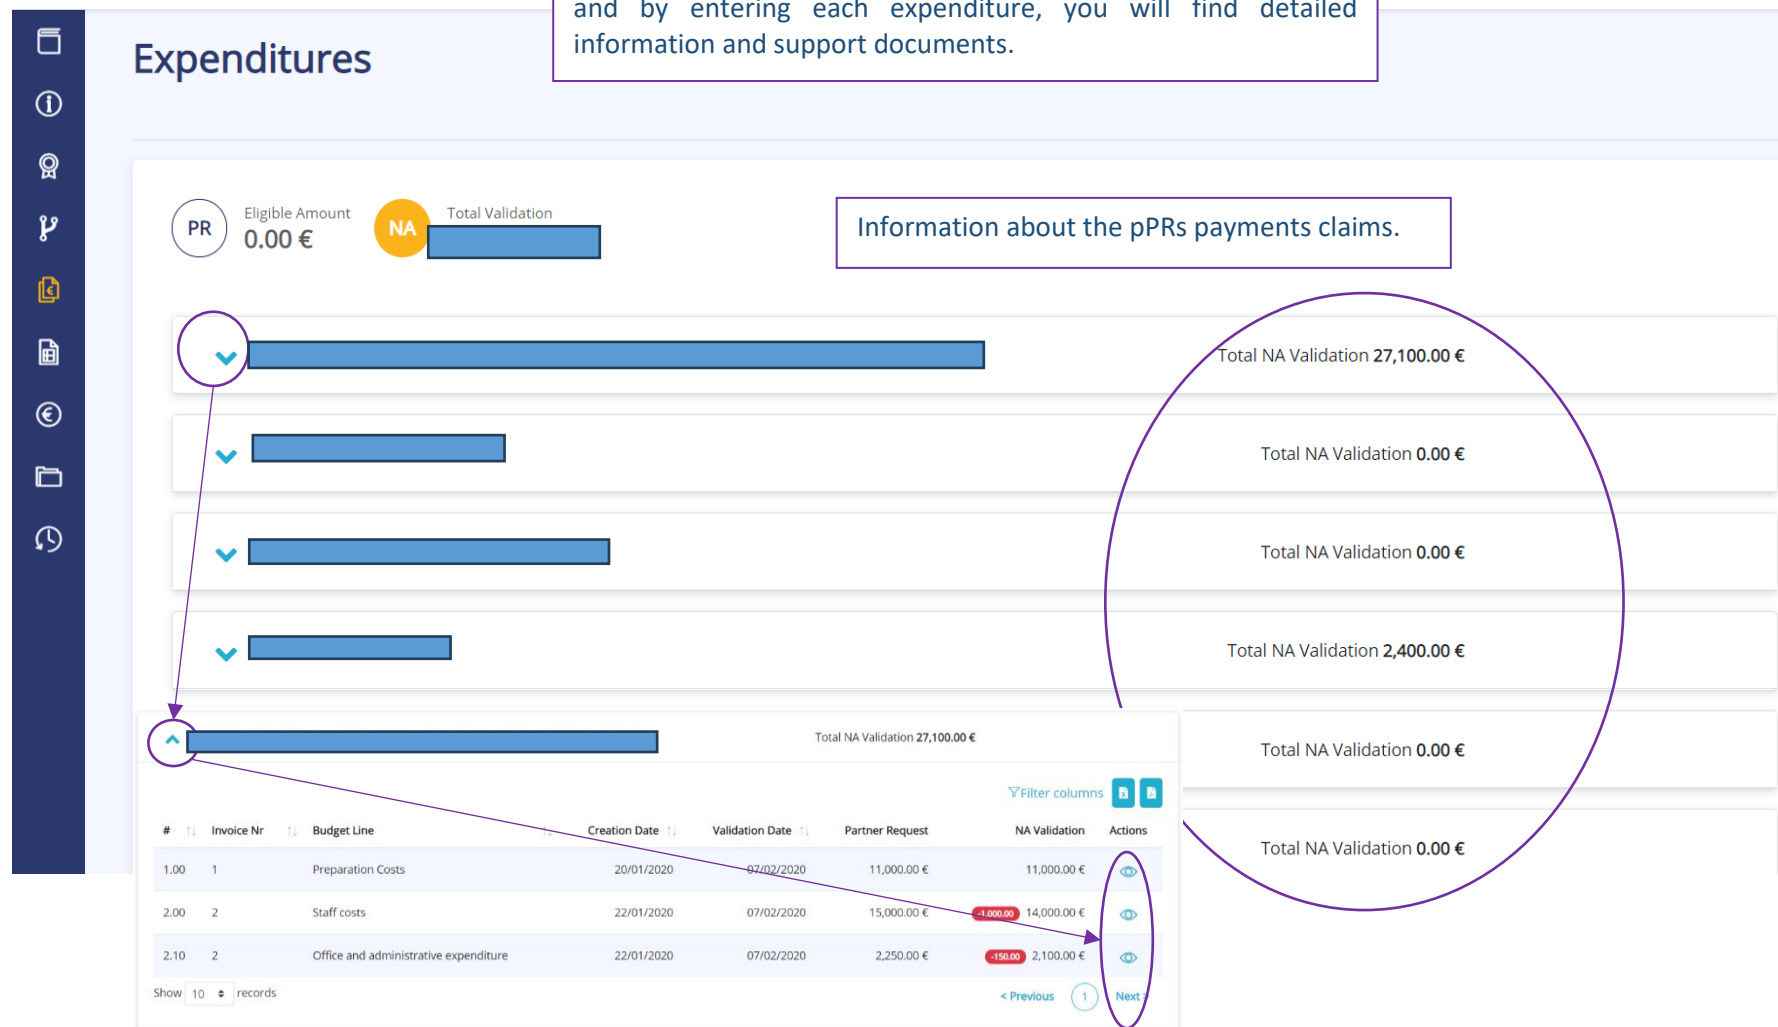 and by entering each expenditure, you will find detailed
information and support documents.
Expenditures
PR
Eligible Amount
0.00 €
NA
Total Validation
Information about the pPRs payments claims.
Total NA Validation 27,100.00 €
Total NA Validation 0.00 €
Total NA Validation 0.00 €
Total NA Validation 2,400.00 €
Total NA Validation 0.00 €
Total NA Validation 0.00 €
Total NA Validation 27,100.00 €
Filter columns
# Invoice Nr Budget Line Creation Date Validation Date Partner Request NA Validation Actions
1.00 1 Preparation Costs 20/01/2020 07/02/2020 11,000.00 € 11,000.00 €
2.00 2 Staff costs 22/01/2020 07/02/2020 15,000.00 € -1,000.00 14,000.00 €
2.10 2 Office and administrative expenditure 22/01/2020 07/02/2020 2,250.00 € -150.00 2,100.00 €
Show 10 records
< Previous 1 Next >